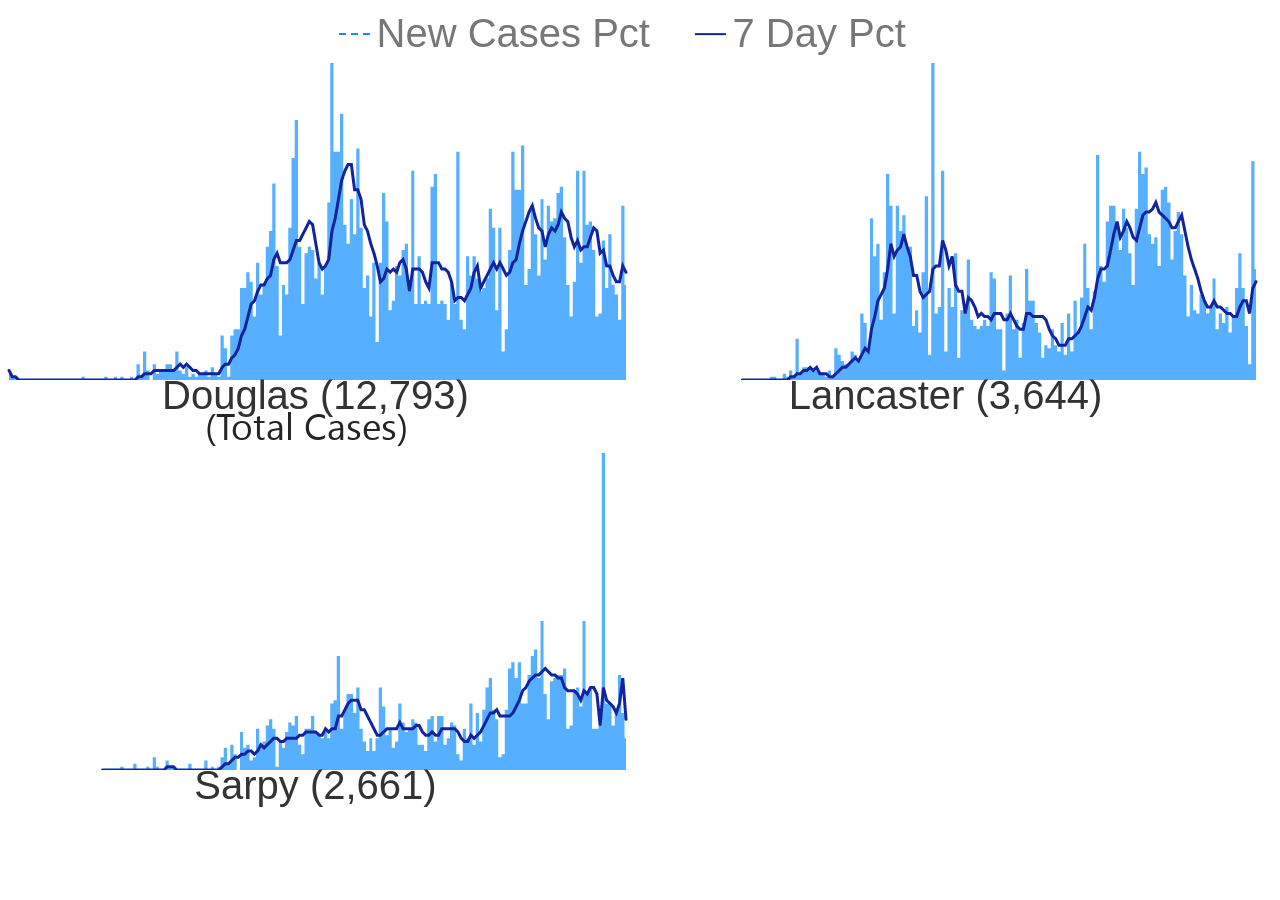 New Cases Pct 7 Day Pct
Douglas (12,793) Lancaster (3,644)
(Total Cases)
Sarpy (2,661)